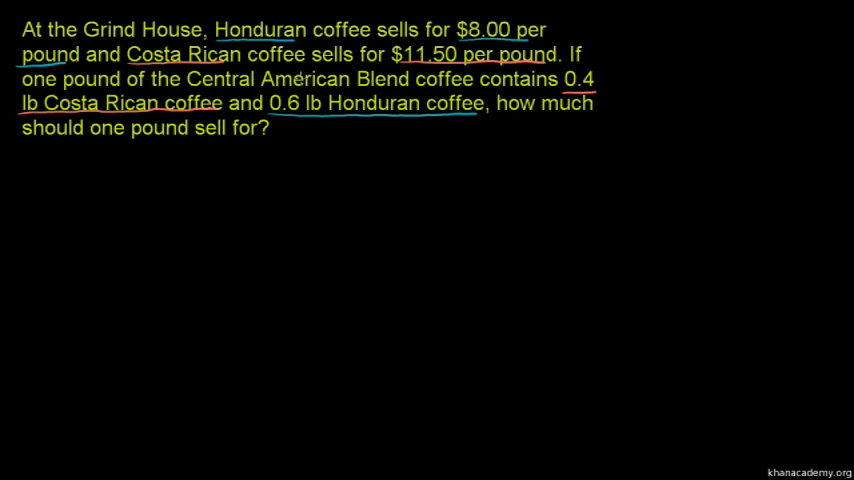 At the Grind House, Honduran coffee sells for $8.00 per
pound and Costa Rican coffee sells for $11.50 per pound. If
one pound of the Central American Blend coffee contains 0.4
lb Costa Rican coffee and 0.6 lb Honduran coffee, how much
should one pound sell for?
khanacademy.org